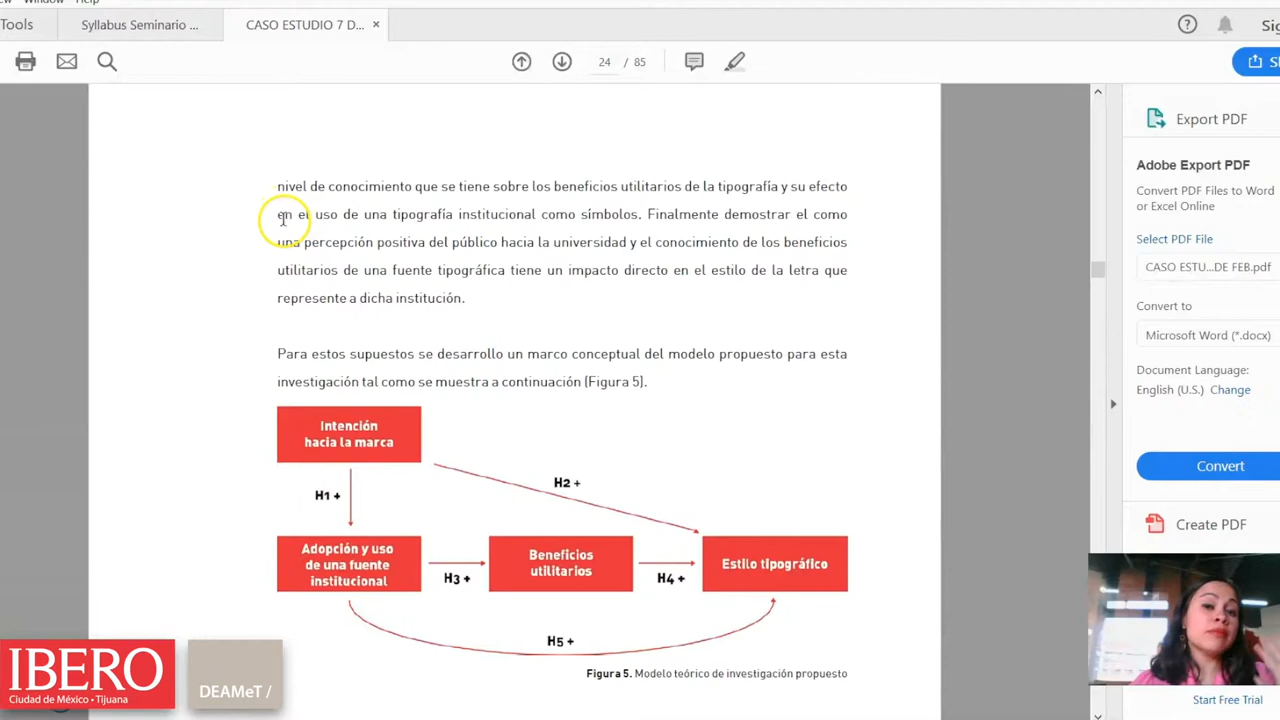 Window Help
Tools
Syllabus Seminario ...
CASO ESTUDIO 7 D... ×
24 / 85
nivel de conocimiento que se tiene sobre los beneficios utilitarios de la tipografía y su efecto
en el uso de una tipografía institucional como símbolos. Finalmente demostrar el como
una percepción positiva del público hacia la universidad y el conocimiento de los beneficios
utilitarios de una fuente tipográfica tiene un impacto directo en el estilo de la letra que
represente a dicha institución.
Para estos supuestos se desarrollo un marco conceptual del modelo propuesto para esta
investigación tal como se muestra a continuación (Figura 5).
Intención
hacia la marca
H1 +
H2 +
Adopción y uso
de una fuente
institucional
H3 +
Beneficios
utilitarios
H4 +
Estilo tipográfico
H5 +
Figura 5. Modelo teórico de investigación propuesto
Export PDF
Adobe Export PDF
Convert PDF Files to Word
or Excel Online
Select PDF File
CASO ESTU...DE FEB.pdf
Convert to
Microsoft Word (*.docx)
Document Language:
English (U.S.) Change
Convert
Create PDF
Start Free Trial
IBERO
Ciudad de México • Tijuana
DEAMeT /